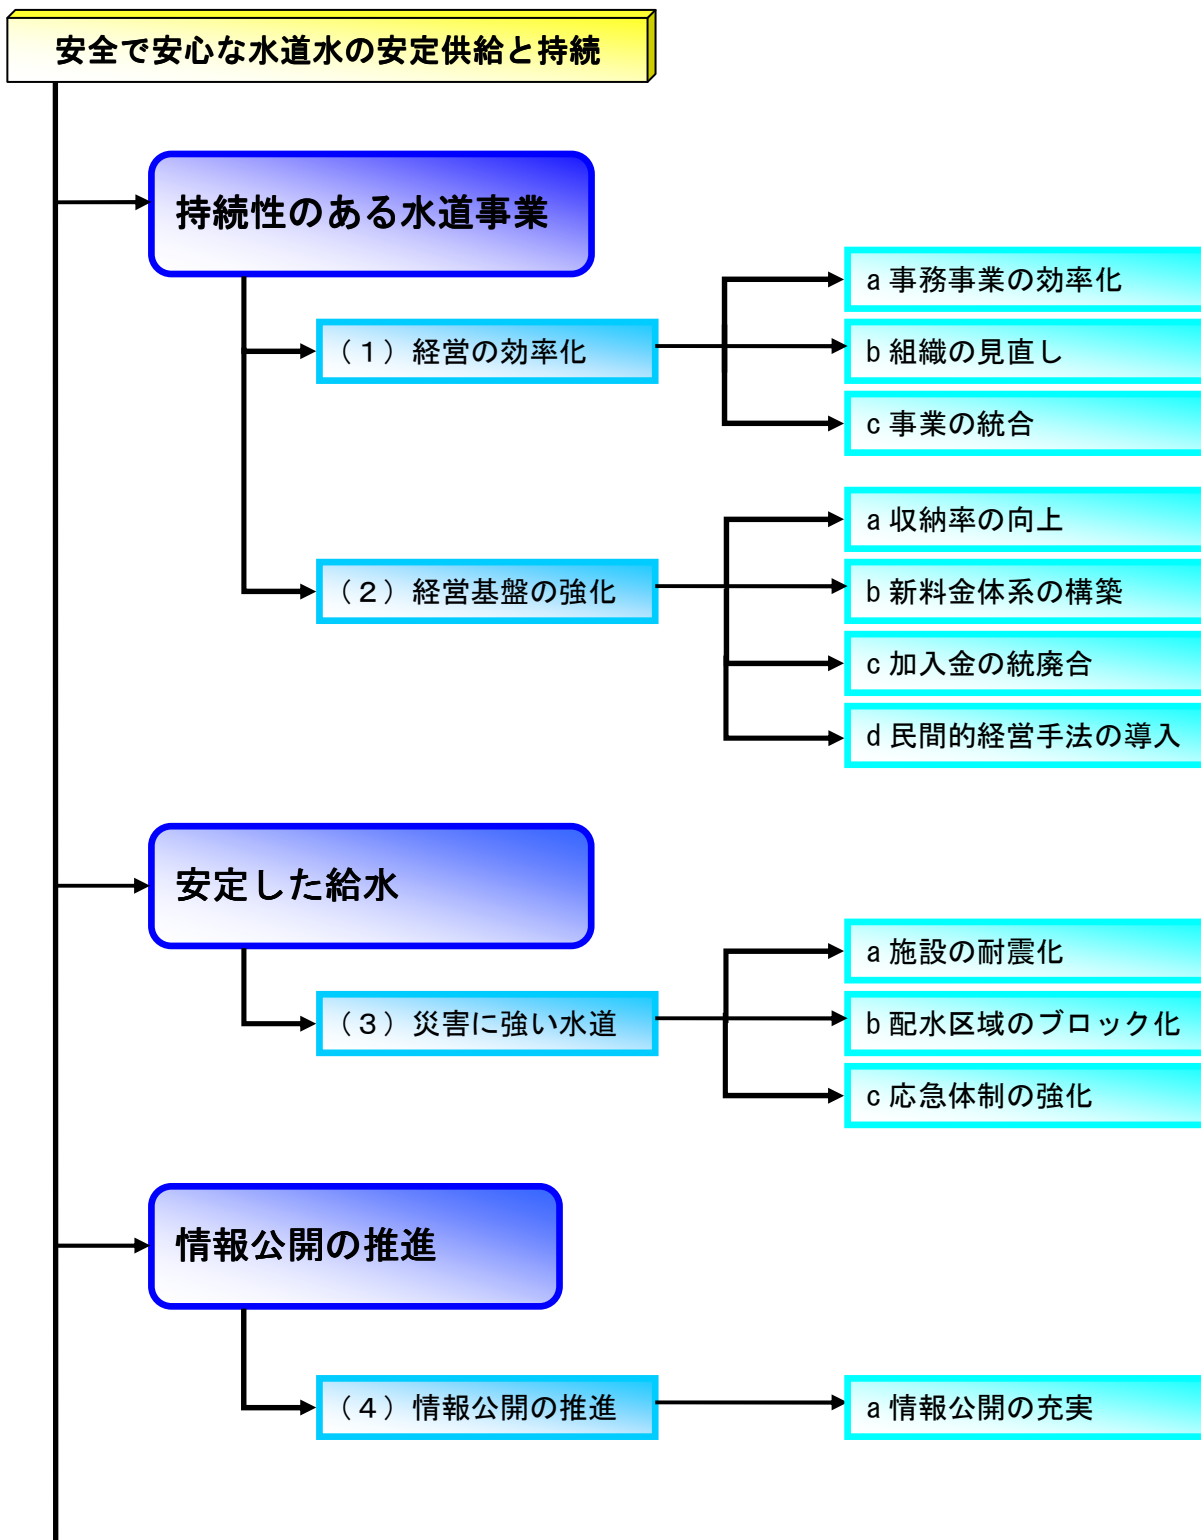 安全で安心な水道水の安定供給と持続
持続性のある水道事業
（１）経営の効率化
a 事務事業の効率化
b 組織の見直し
c 事業の統合
（２）経営基盤の強化
a 収納率の向上
b 新料金体系の構築
c 加入金の統廃合
d 民間的経営手法の導入
安定した給水
（３）災害に強い水道
a 施設の耐震化
b 配水区域のブロック化
c 応急体制の強化
情報公開の推進
（４）情報公開の推進
a 情報公開の充実